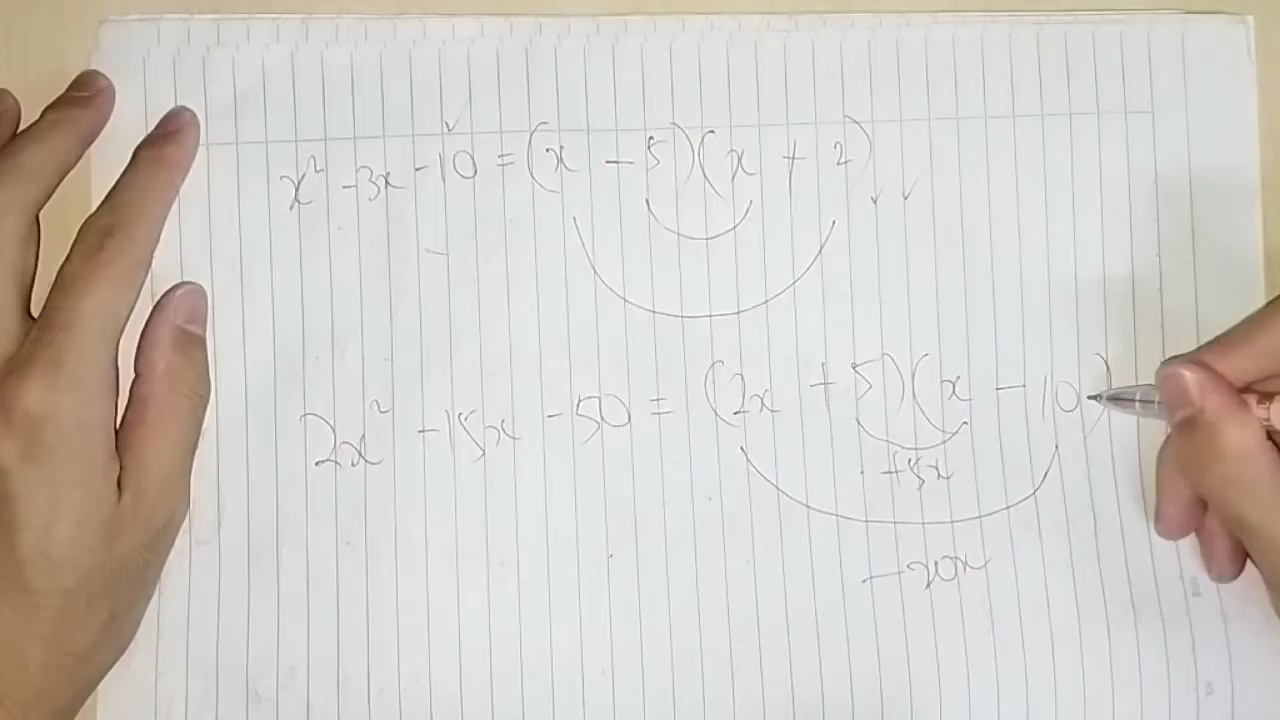 x² -3x -10 = (x - 5)(x + 2)
2x² -15x -50 = (2x + 5)(x - 10)
+5x
-20x